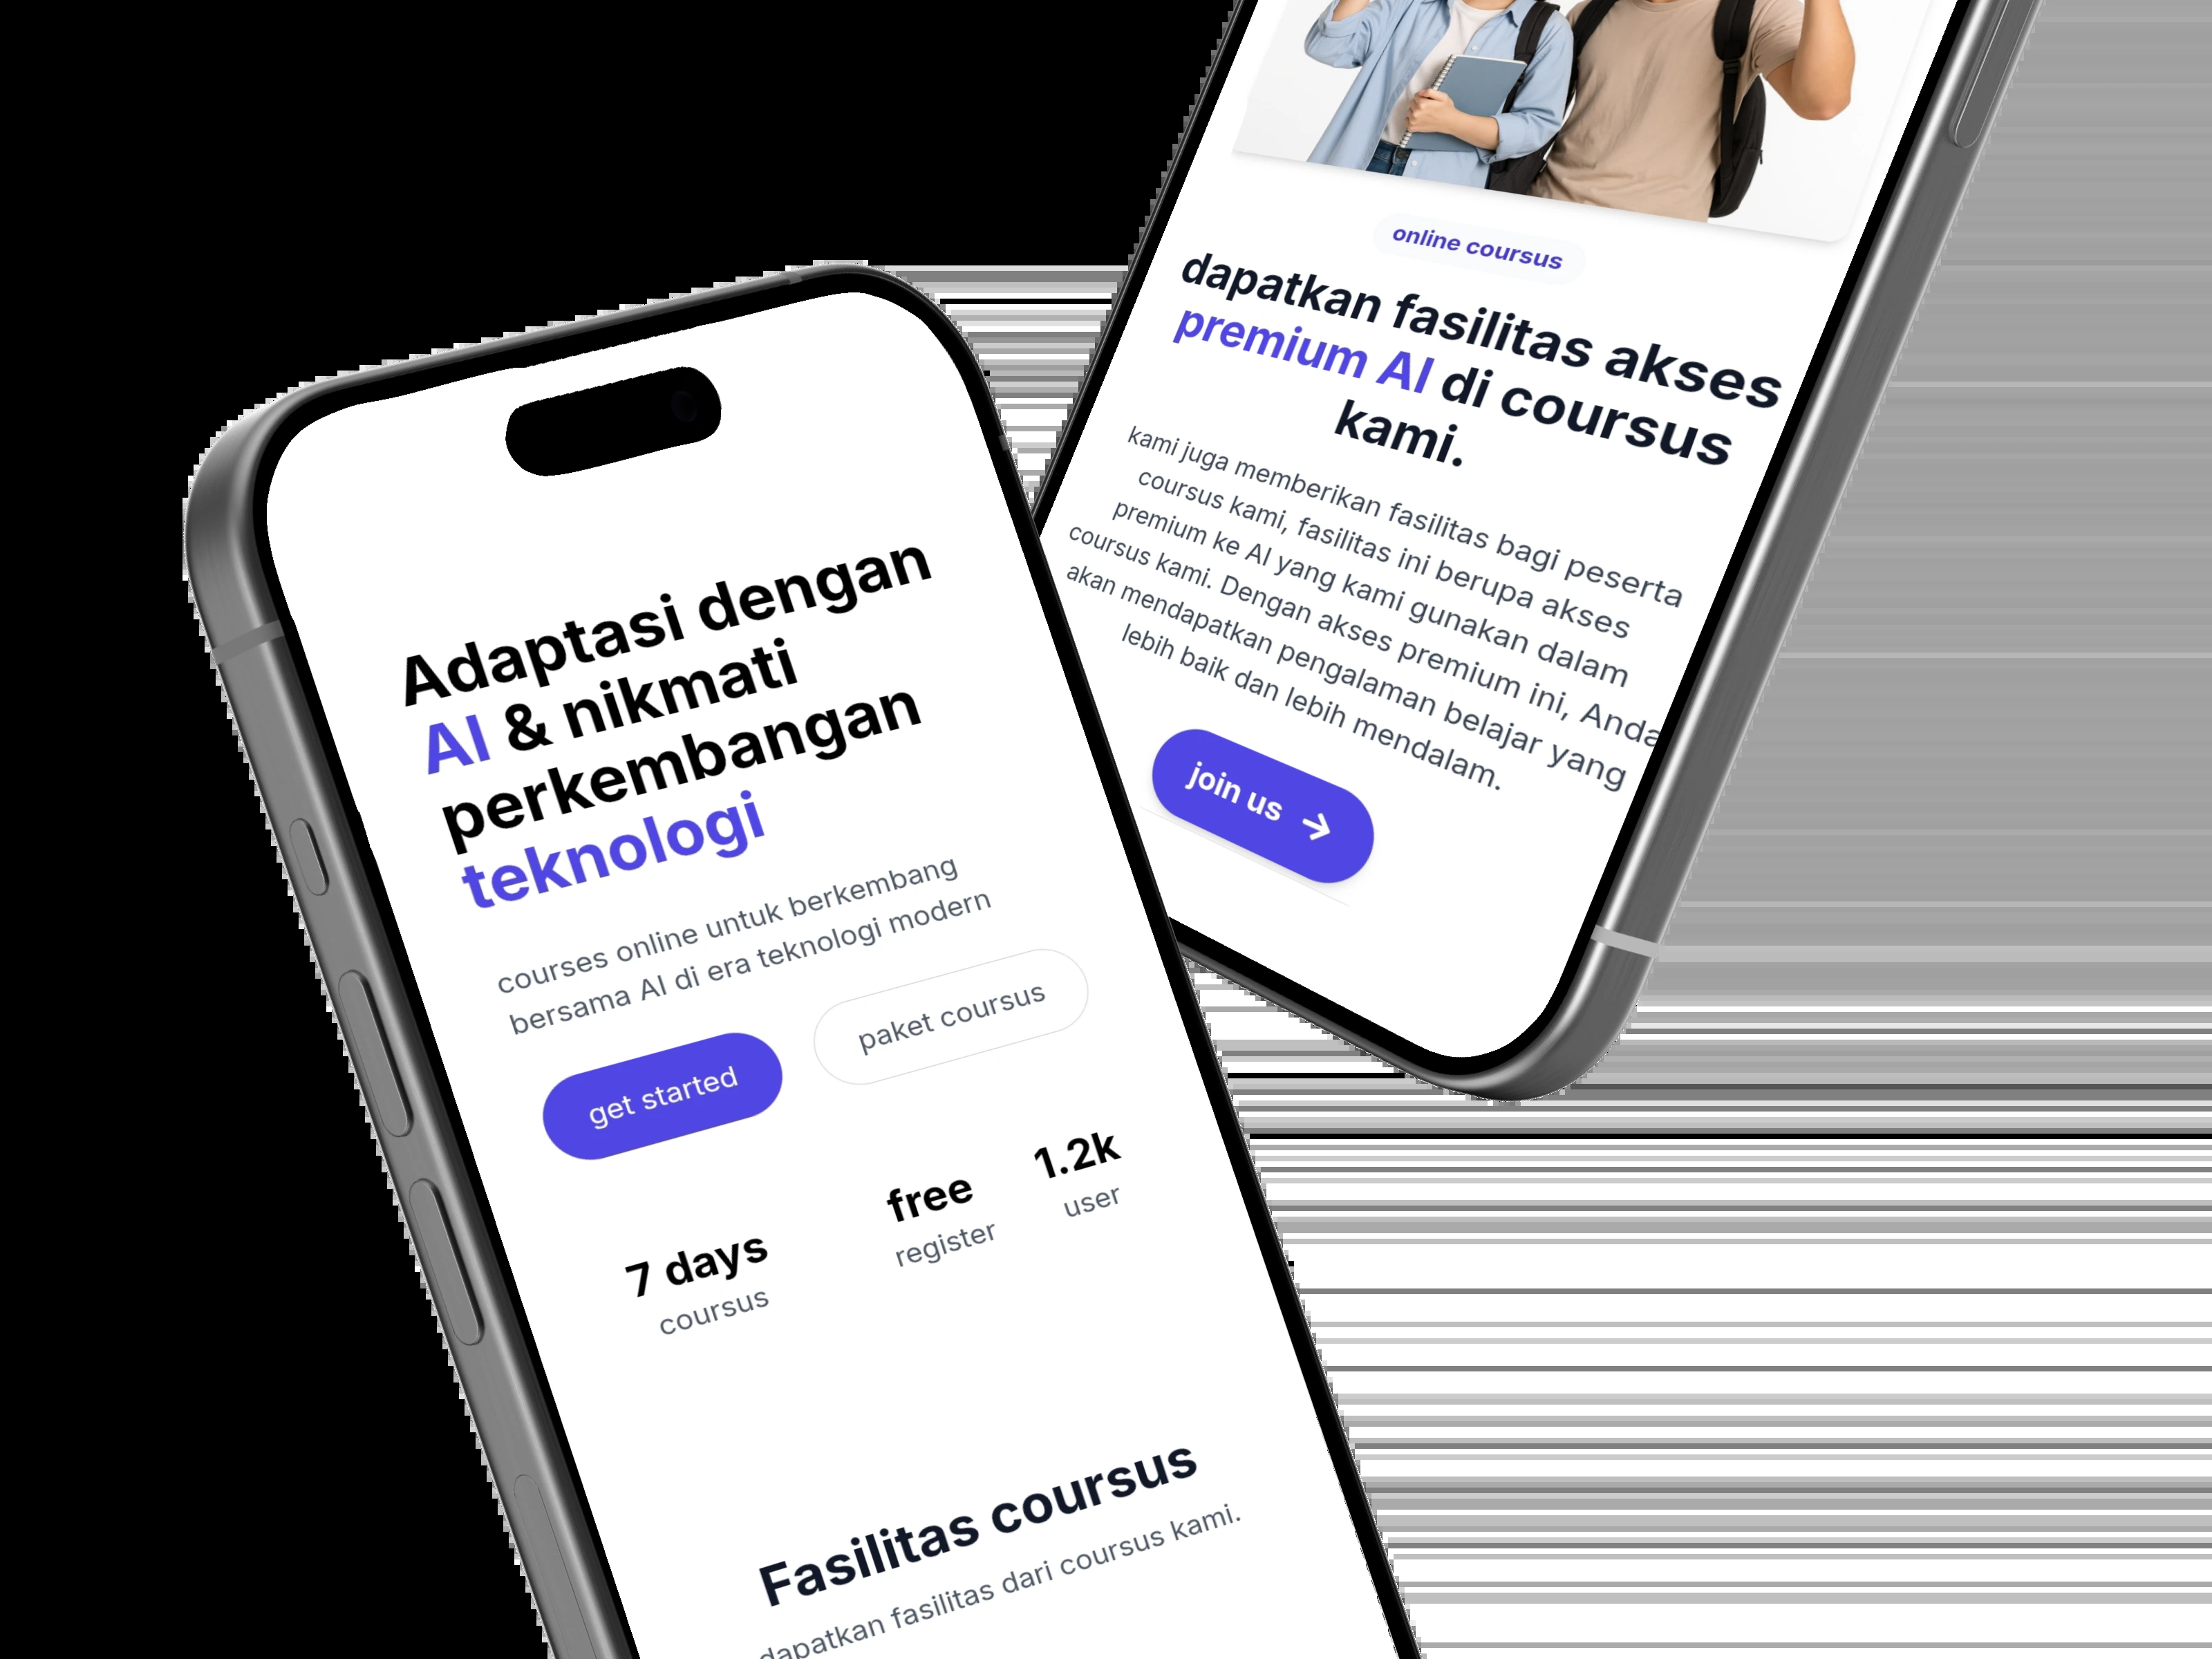 Adaptasi dengan
AI & nikmati
perkembangan
teknologi
courses online untuk berkembang
bersama AI di era teknologi modern
get started
paket coursus
7 days
coursus
free
register
1.2k
user
Fasilitas coursus
dapatkan fasilitas dari coursus kami.
online coursus
dapatkan fasilitas akses
premium AI di coursus
kami.
kami juga memberikan fasilitas bagi peserta
coursus kami, fasilitas ini berupa akses
premium ke AI yang kami gunakan dalam
coursus kami. Dengan akses premium ini, Anda
akan mendapatkan pengalaman belajar yang
lebih baik dan lebih mendalam.
join us →